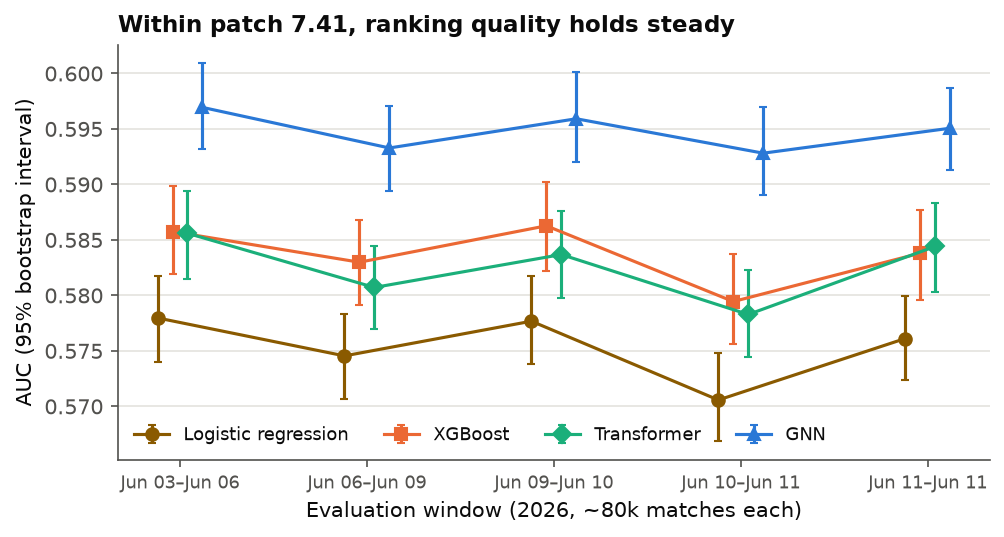 Within patch 7.41, ranking quality holds steady
AUC (95% bootstrap interval)
0.600
0.595
0.590
0.585
0.580
0.575
0.570
Logistic regression
XGBoost
Transformer
GNN
Jun 03–Jun 06
Jun 06–Jun 09
Jun 09–Jun 10
Jun 10–Jun 11
Jun 11–Jun 11
Evaluation window (2026, ~80k matches each)